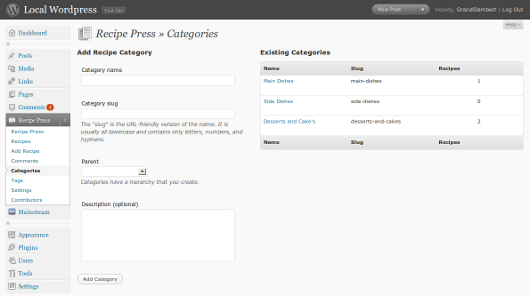 Local Wordpress Visit Site
New Post
Howdy, GrandSlambert | Log Out
Help
Dashboard
Posts
Media
Links
Pages
Comments 1
Recipe Press
Recipe Press
Recipes
Add Recipe
Comments
Categories
Tags
Settings
Contributors
Mainstream
Appearance
Plugins
Users
Tools
Settings
Recipe Press » Categories
Add Recipe Category
Category name
Category slug
The "slug" is the URL-friendly version of the name. It is
usually all lowercase and contains only letters, numbers, and
hyphens.
Parent
Categories have a hierarchy that you create.
Description (optional)
Add Category
Existing Categories
Name Slug Recipes
Main Dishes main-dishes 1
Side Dishes side-dishes 0
Desserts and Cake's desserts-and-cakes 2
Name Slug Recipes